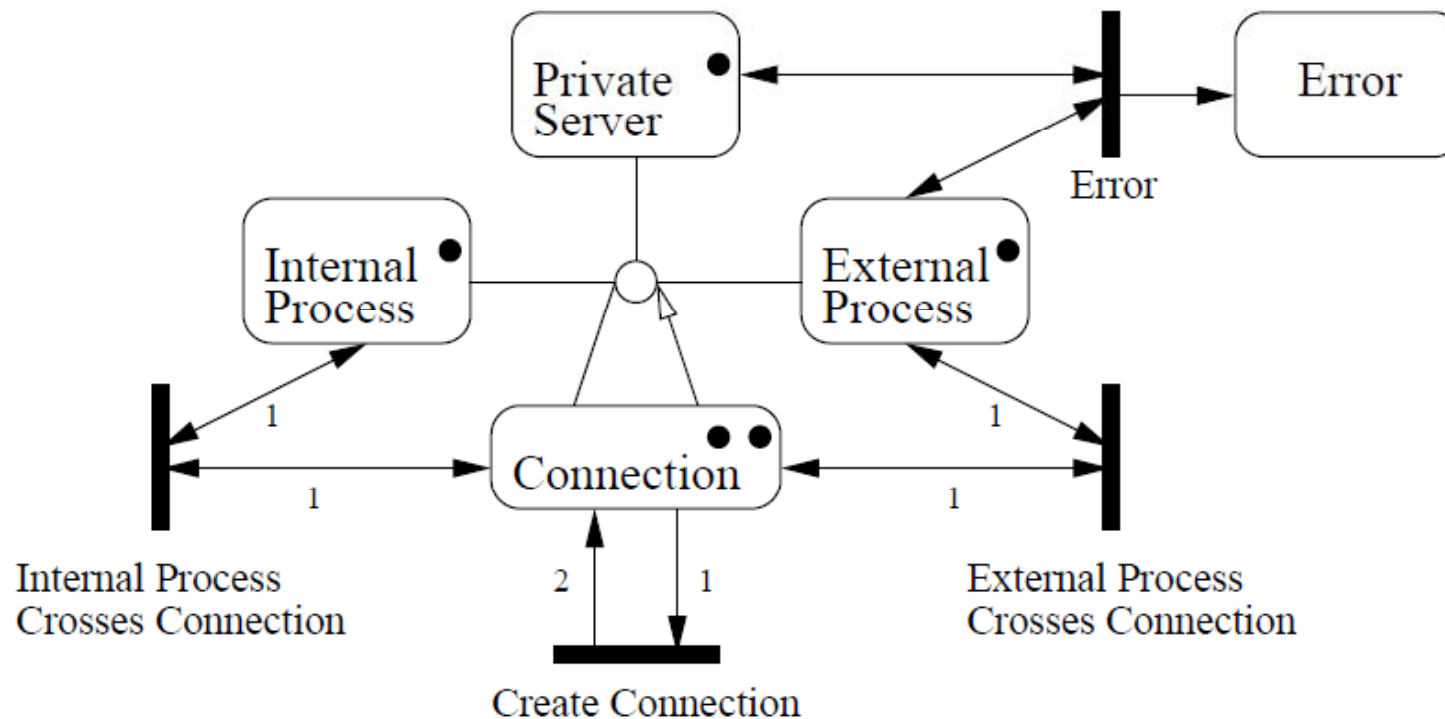 Private
Server
Error
Error
Internal
Process
External
Process
1
1
Connection
1
1
2
1
Internal Process
Crosses Connection
External Process
Crosses Connection
Create Connection